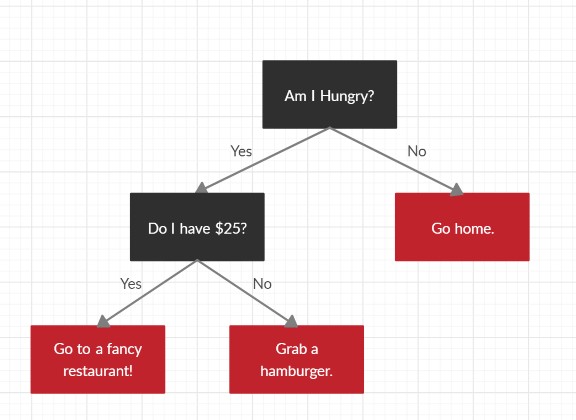 Am I Hungry?
Yes
No
Do I have $25?
Go home.
Yes
No
Go to a fancy
restaurant!
Grab a
hamburger.